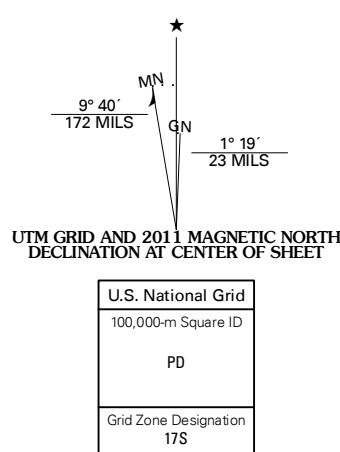 ★
MN
9° 40´
172 MILS
GN
1° 19´
23 MILS
UTM GRID AND 2011 MAGNETIC NORTH
DECLINATION AT CENTER OF SHEET
U.S. National Grid
100,000-m Square ID
PD
Grid Zone Designation
17S